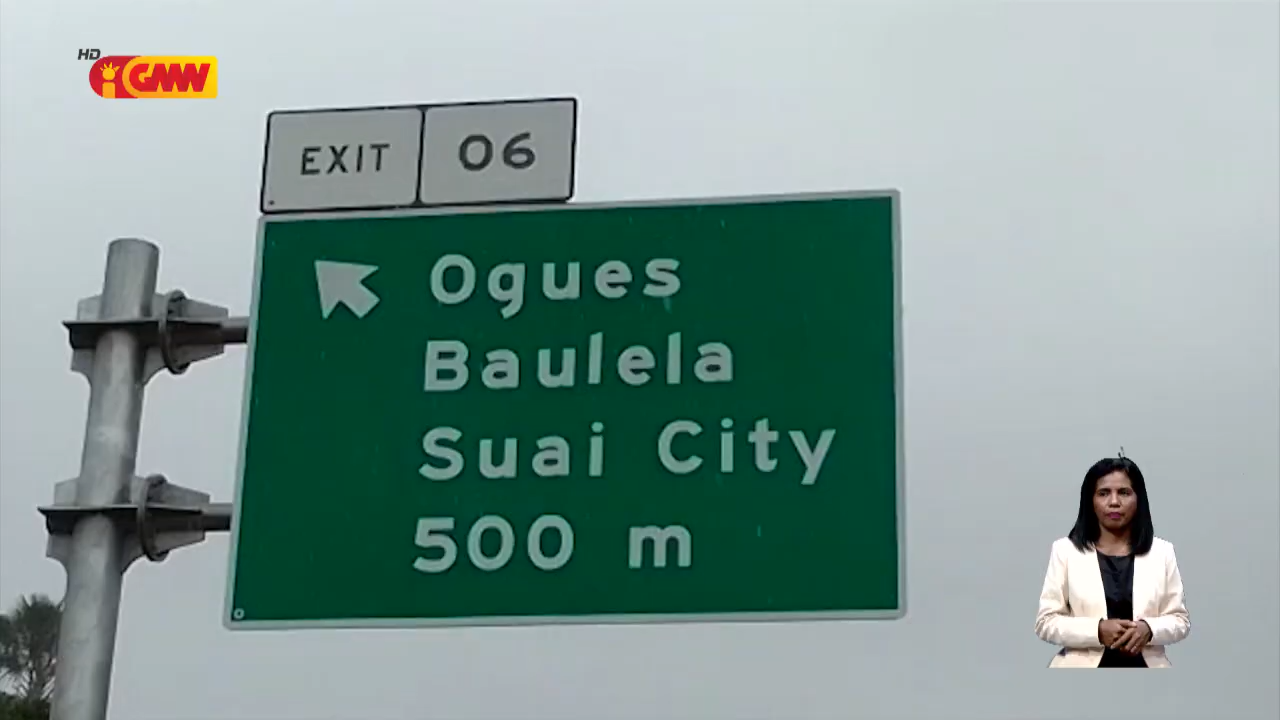 HD
GMN
EXIT 06
Ogues
Baulela
Suai City
500 m